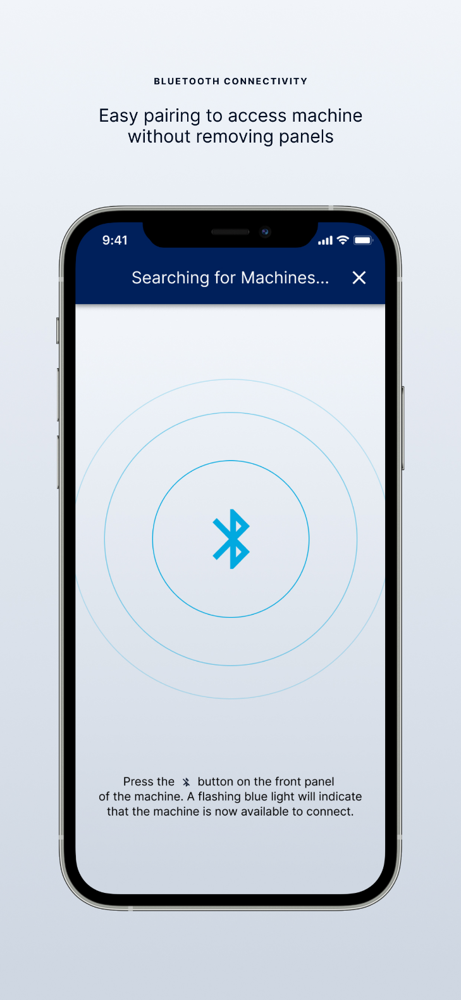 BLUETOOTH CONNECTIVITY
Easy pairing to access machine
without removing panels
9:41
Searching for Machines...
Press the button on the front panel
of the machine. A flashing blue light will indicate
that the machine is now available to connect.